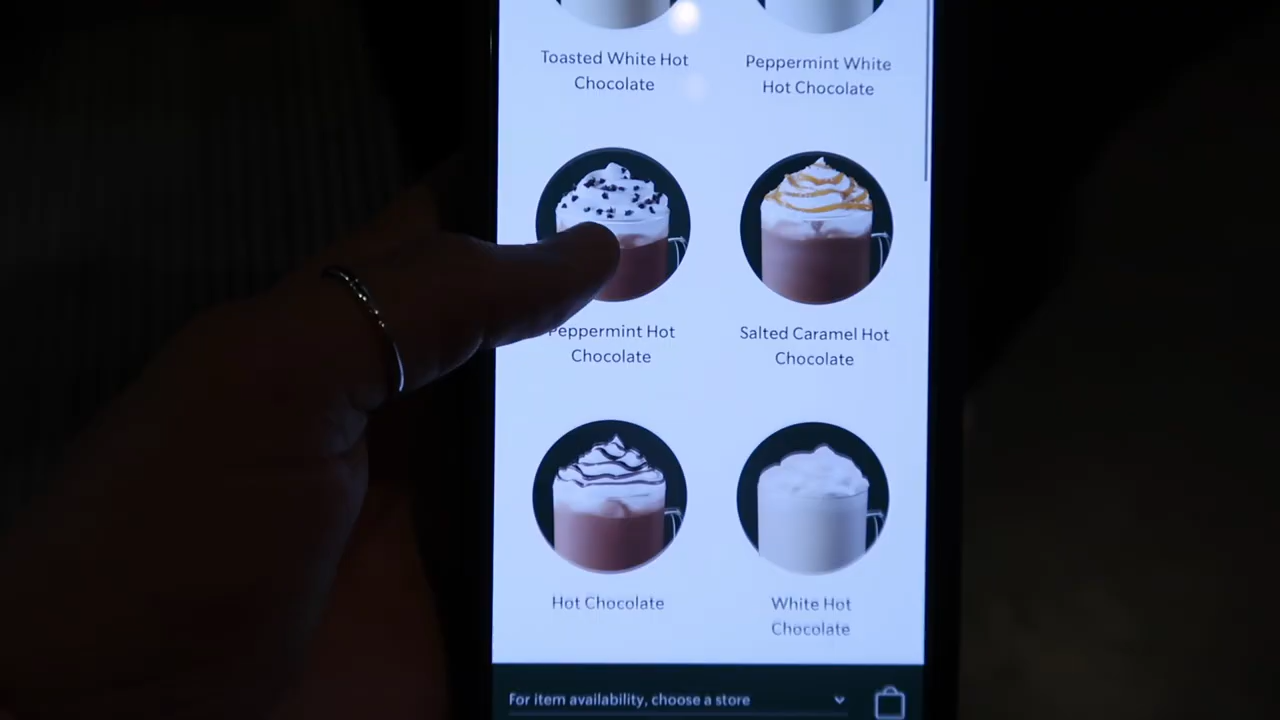 Toasted White Hot
Chocolate
Peppermint White
Hot Chocolate
Peppermint Hot
Chocolate
Salted Caramel Hot
Chocolate
Hot Chocolate
White Hot
Chocolate
For item availability, choose a store